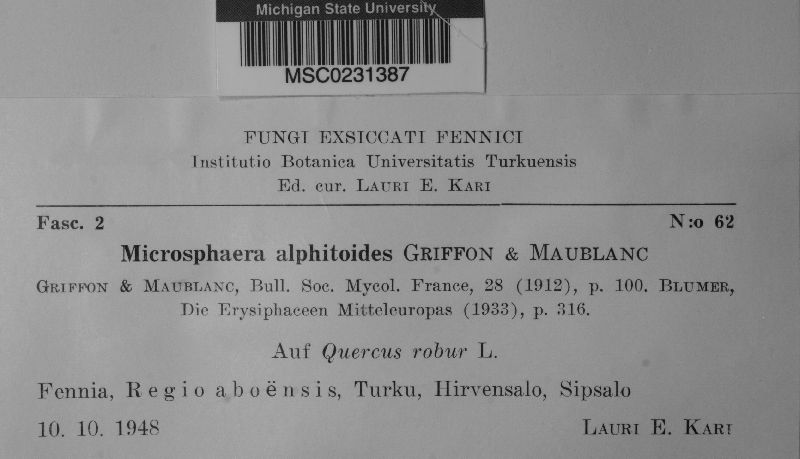 Michigan State University
MSC0231387
FUNGI EXSICCATI FENNICI
Institutio Botanica Universitatis Turkuensis
Ed. cur. LAURI E. KARI
Fasc. 2 N:o 62
Microsphaera alphitoides GRIFFON & MAUBLANC
GRIFFON & MAUBLANC, Bull. Soc. Mycol. France, 28 (1912), p. 100. BLUMER,
Die Erysiphaceen Mitteleuropas (1933), p. 316.
Auf Quercus robur L.
Fennia, Regio aboënsis, Turku, Hirvensalo, Sipsalo
10. 10. 1948 LAURI E. KARI